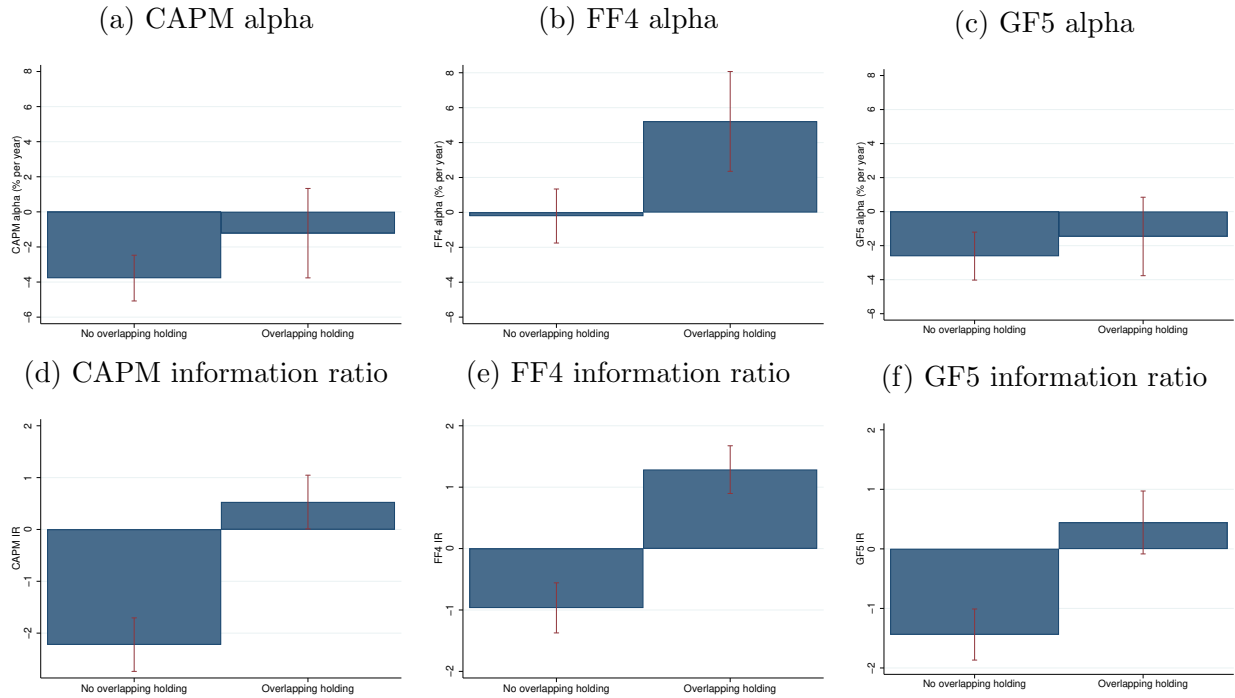 (a) CAPM alpha
CAPM alpha (% per year)
8
6
4
2
0
−2
−4
−6
No overlapping holding
Overlapping holding
(b) FF4 alpha
FF4 alpha (% per year)
8
6
4
2
0
−2
−4
−6
No overlapping holding
Overlapping holding
(c) GF5 alpha
GF5 alpha (% per year)
8
6
4
2
0
−2
−4
−6
No overlapping holding
Overlapping holding
(d) CAPM information ratio
CAPM IR
2
1
0
−1
−2
No overlapping holding
Overlapping holding
(e) FF4 information ratio
FF4 IR
2
1
0
−1
−2
No overlapping holding
Overlapping holding
(f) GF5 information ratio
GF5 IR
2
1
0
−1
−2
No overlapping holding
Overlapping holding